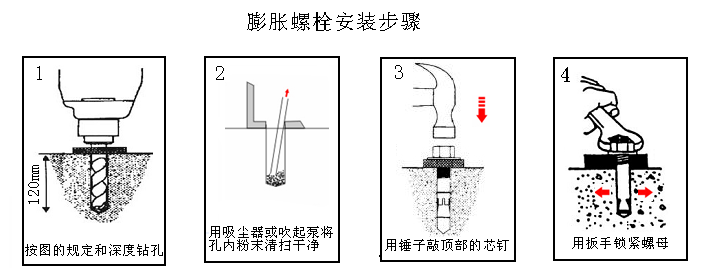 膨胀螺栓安装步骤
1
120mm
按图的规定和深度钻孔
2
用吸尘器或吹起泵将
孔内粉末清扫干净
3
用锤子敲顶部的芯钉
4
用扳手锁紧螺母